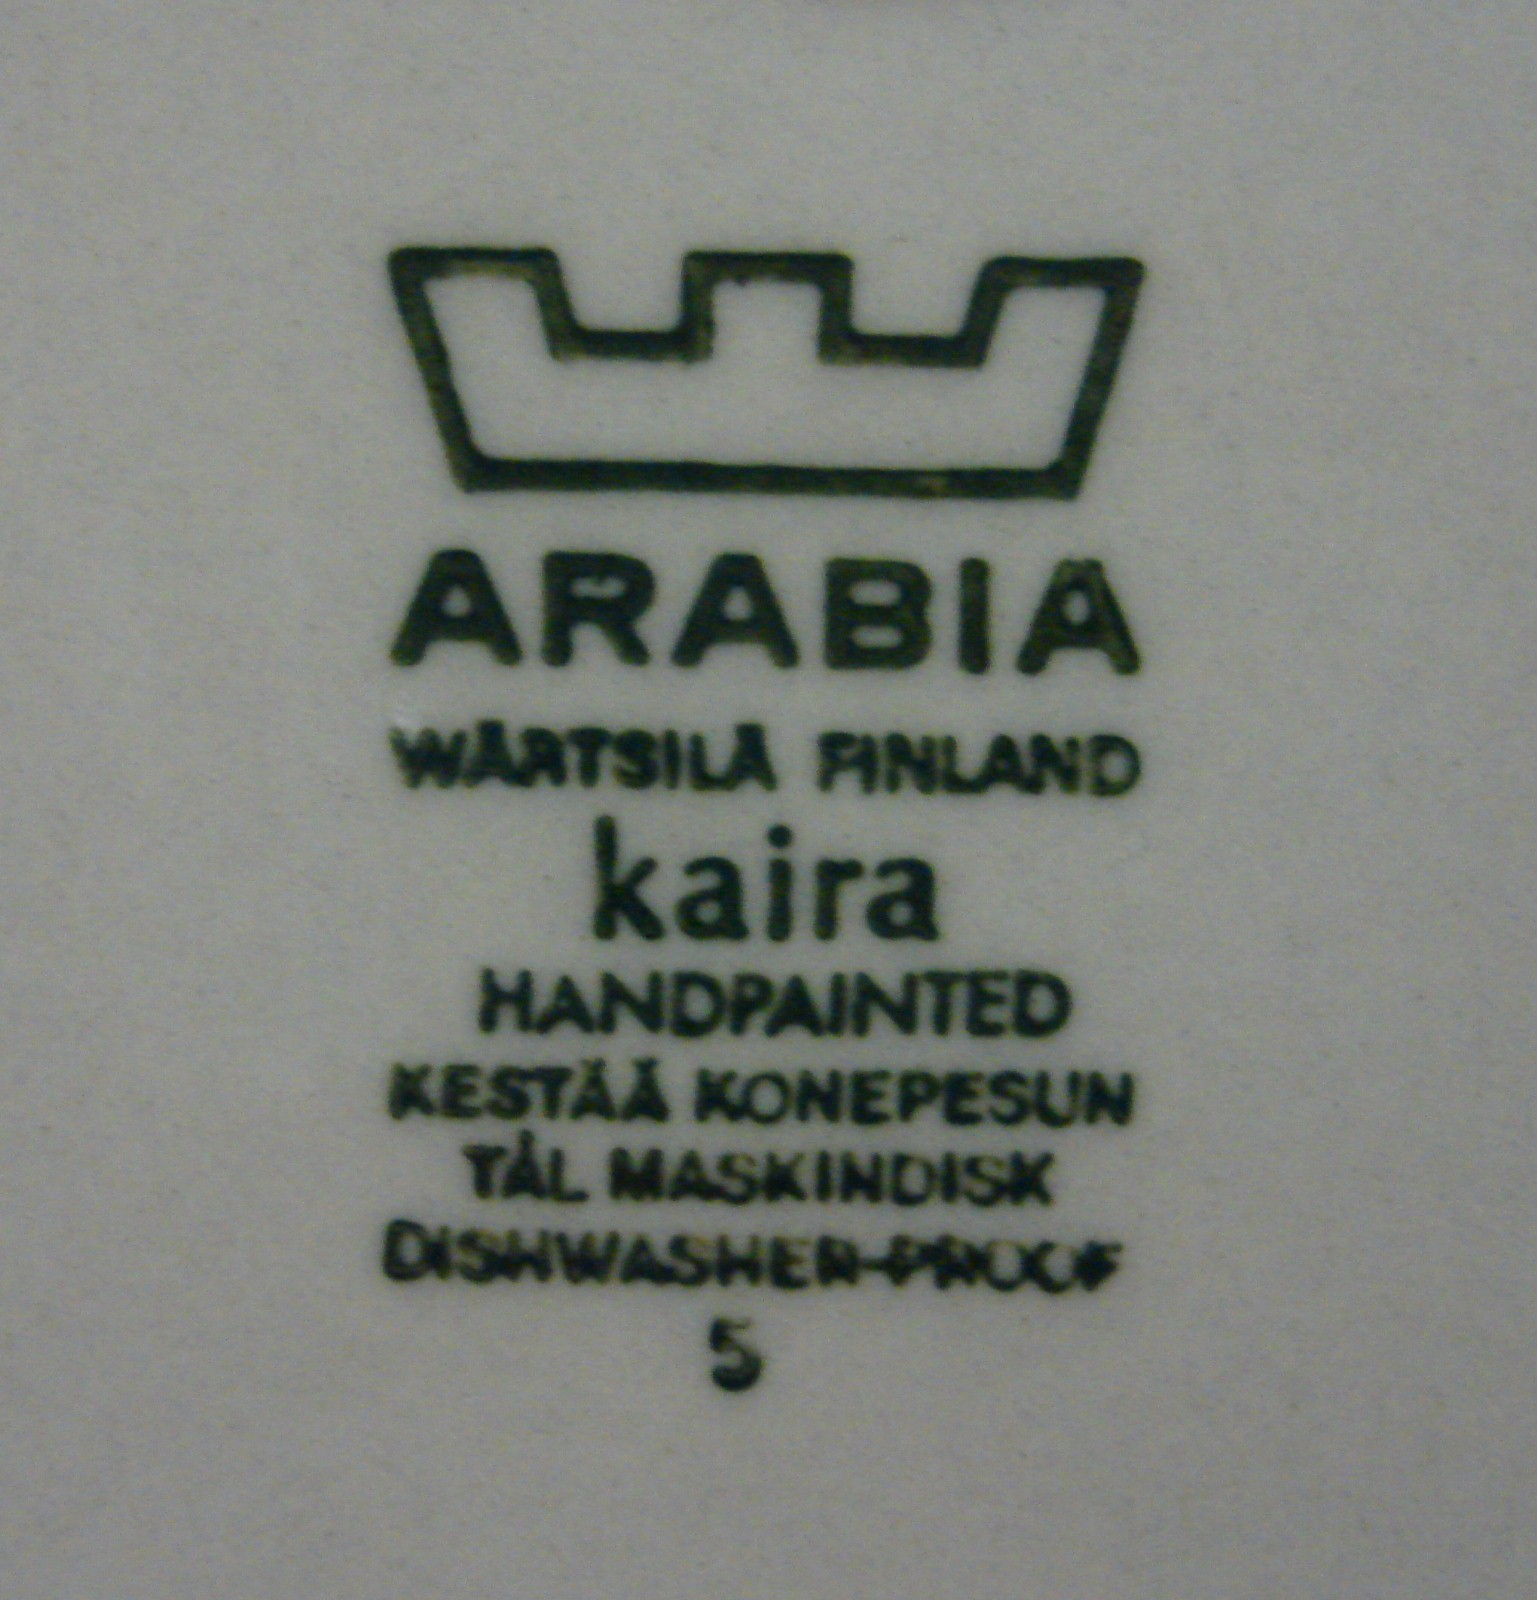 ARABIA
WÄRTSILÄ FINLAND
kaira
HANDPAINTED
KESTÄÄ KONEPESUN
TÅL MASKINDISK
DISHWASHER-PROOF
5